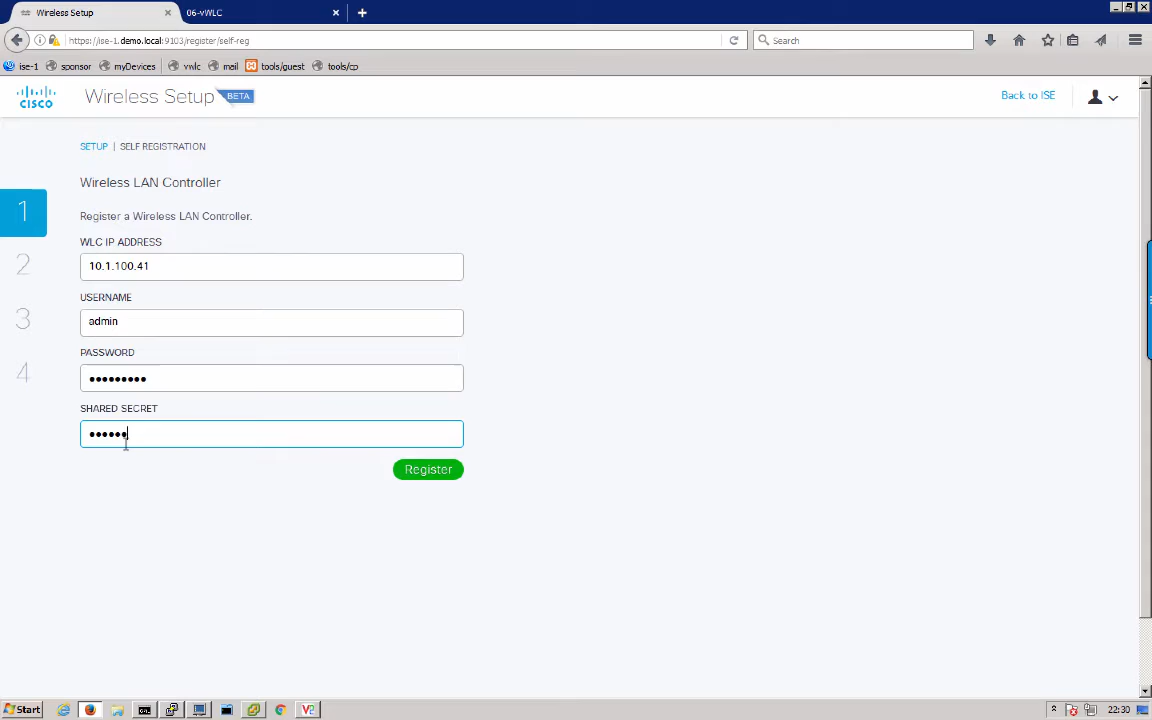 Wireless Setup
06-vWLC
https://ise-1.demo.local:9103/register/self-reg
Search
ise-1 sponsor myDevices vwlc mail tools/guest tools/cp
CISCO
Wireless Setup BETA
Back to ISE
SETUP | SELF REGISTRATION
Wireless LAN Controller
1
Register a Wireless LAN Controller.
WLC IP ADDRESS
2
10.1.100.41
USERNAME
3
admin
PASSWORD
4
•••••••••
SHARED SECRET
••••••
Register
Start
V2
22:30